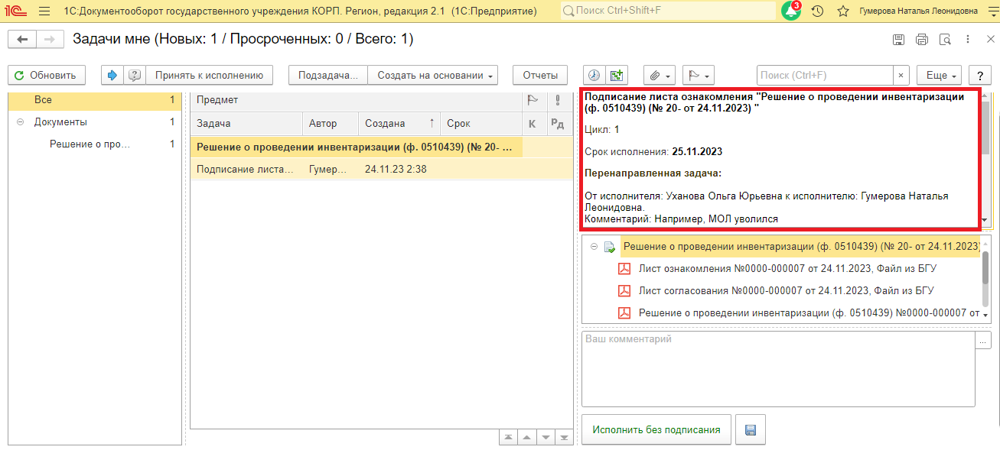 1С:Документооборот государственного учреждения КОРП. Регион, редакция 2.1 (1С:Предприятие)
Поиск Ctrl+Shift+F
3
Гумерова Наталья Леонидовна
Задачи мне (Новых: 1 / Просроченных: 0 / Всего: 1)
Обновить
Принять к исполнению
Подзадача...
Создать на основании
Отчеты
Поиск (Ctrl+F)
×
Еще
?
Все 1
Документы 1
Решение о про... 1
Предмет
Задача Автор Создана ↑ Срок К Рд
Решение о проведении инвентаризации (ф. 0510439) (№ 20- ...
Подписание листа... Гумер... 24.11.23 2:38
Подписание листа ознакомления "Решение о проведении инвентаризации
(ф. 0510439) (№ 20- от 24.11.2023) "
Цикл: 1
Срок исполнения: 25.11.2023
Перенаправленная задача:
От исполнителя: Уханова Ольга Юрьевна к исполнителю: Гумерова Наталья
Леонидовна.
Комментарий: Например, МОЛ уволился
Решение о проведении инвентаризации (ф. 0510439) (№ 20- от 24.11.2023)
Лист ознакомления №0000-000007 от 24.11.2023, Файл из БГУ
Лист согласования №0000-000007 от 24.11.2023, Файл из БГУ
Решение о проведении инвентаризации (ф. 0510439) №0000-000007 от
Ваш комментарий
...
Исполнить без подписания